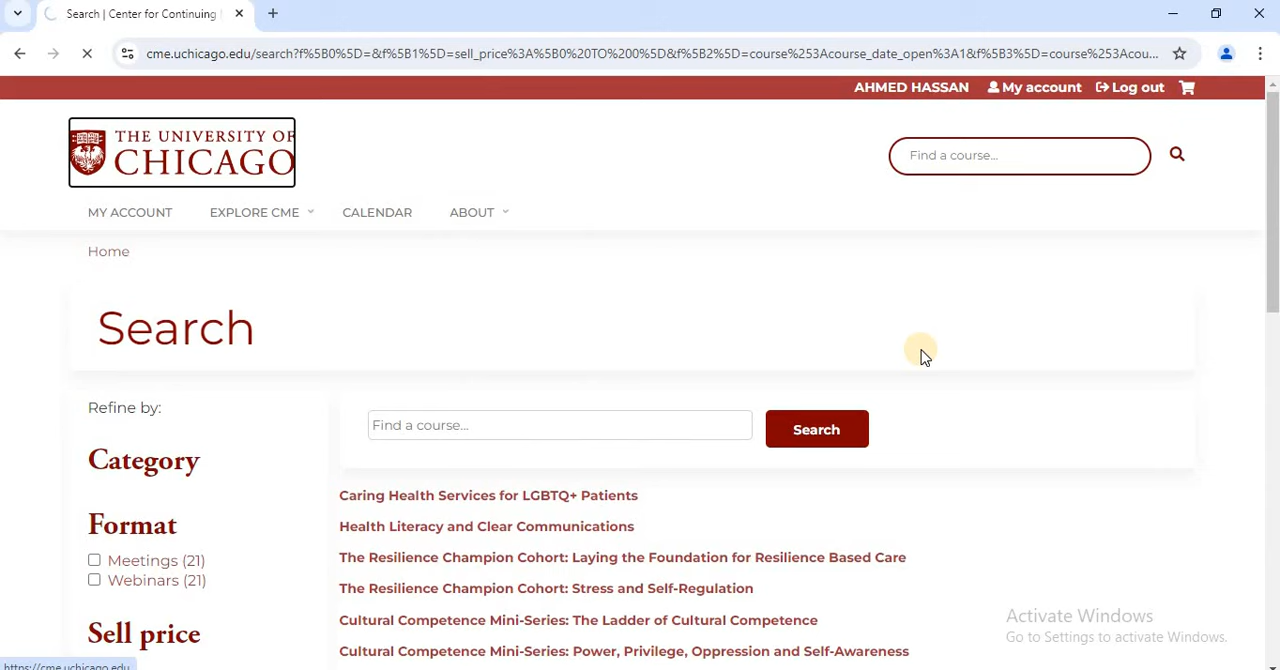 Search | Center for Continuing
cme.uchicago.edu/search?f%5B0%5D=&f%5B1%5D=sell_price%3A%5B0%20TO%200%5D&f%5B2%5D=course%253Acourse_date_open%3A1&f%5B3%5D=course%253Acou...
AHMED HASSAN My account Log out
THE UNIVERSITY OF
CHICAGO
Find a course...
MY ACCOUNT EXPLORE CME CALENDAR ABOUT
Home
Search
Refine by:
Find a course...
Search
Category
Caring Health Services for LGBTQ+ Patients
Format
Health Literacy and Clear Communications
Meetings (21)
The Resilience Champion Cohort: Laying the Foundation for Resilience Based Care
Webinars (21)
The Resilience Champion Cohort: Stress and Self-Regulation
Sell price
Cultural Competence Mini-Series: The Ladder of Cultural Competence
Cultural Competence Mini-Series: Power, Privilege, Oppression and Self-Awareness
Activate Windows
Go to Settings to activate Windows.
https://cme.uchicago.edu